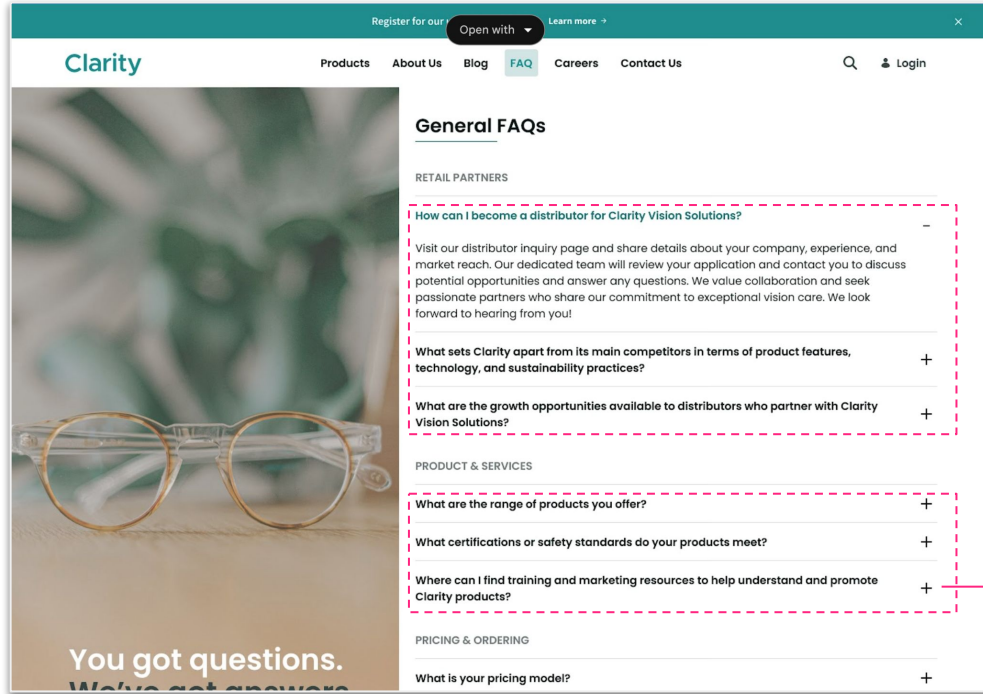 Register for our
Open with
Learn more →
Clarity
Products About Us Blog FAQ Careers Contact Us
Login
General FAQs
RETAIL PARTNERS
How can I become a distributor for Clarity Vision Solutions?
Visit our distributor inquiry page and share details about your company, experience, and
market reach. Our dedicated team will review your application and contact you to discuss
potential opportunities and answer any questions. We value collaboration and seek
passionate partners who share our commitment to exceptional vision care. We look
forward to hearing from you!
What sets Clarity apart from its main competitors in terms of product features,
technology, and sustainability practices?
What are the growth opportunities available to distributors who partner with Clarity
Vision Solutions?
PRODUCT & SERVICES
What are the range of products you offer?
What certifications or safety standards do your products meet?
Where can I find training and marketing resources to help understand and promote
Clarity products?
PRICING & ORDERING
What is your pricing model?
You got questions.
We've got answers